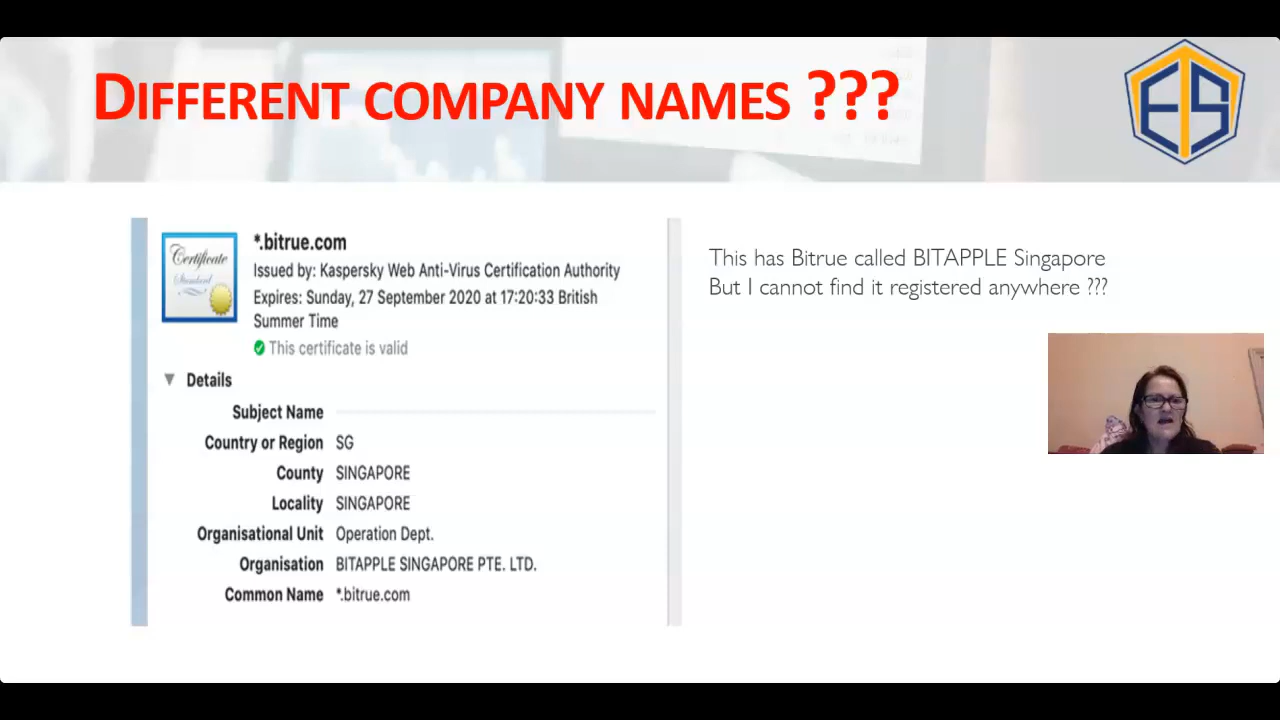 DIFFERENT COMPANY NAMES ???
ES
Certificate
Standard
*.bitrue.com
Issued by: Kaspersky Web Anti-Virus Certification Authority
Expires: Sunday, 27 September 2020 at 17:20:33 British
Summer Time
This certificate is valid
Details
Subject Name
Country or Region SG
County SINGAPORE
Locality SINGAPORE
Organisational Unit Operation Dept.
Organisation BITAPPLE SINGAPORE PTE. LTD.
Common Name *.bitrue.com
This has Bitrue called BITAPPLE Singapore
But I cannot find it registered anywhere ???